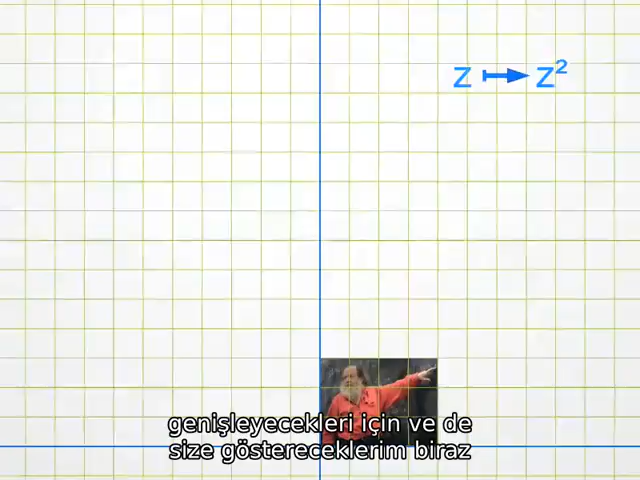 z ↦ z²
genişleyecekleri için ve de
size göstereceklerim biraz